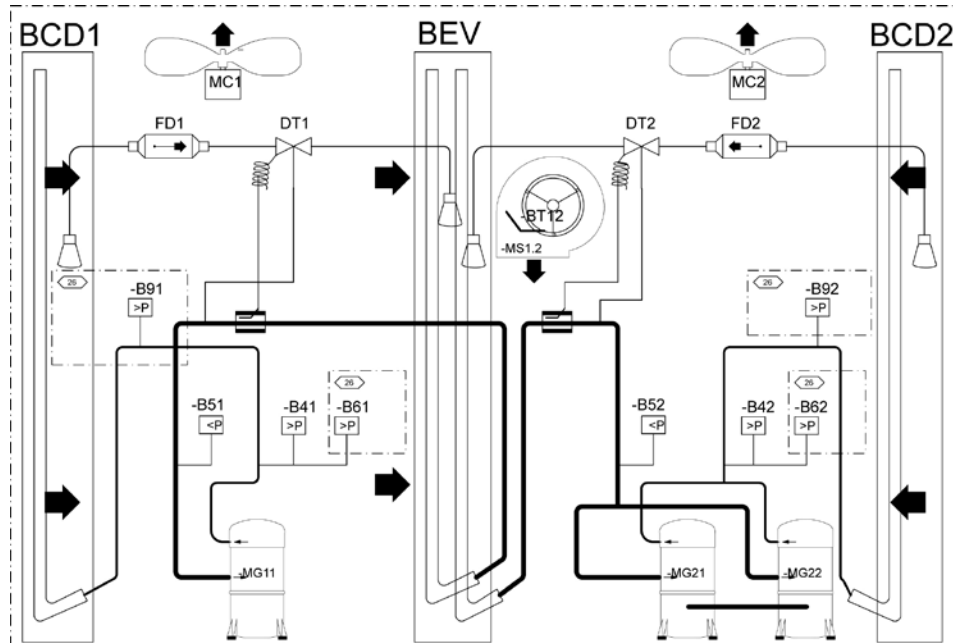 BCD1
BEV
BCD2
MC1
MC2
FD1
DT1
DT2
FD2
-BT12
-MS1.2
26
-B91
>P
26
-B92
>P
26
-B51
<P
-B41
>P
-B61
>P
-B52
<P
26
-B42
>P
-B62
>P
-MG11
-MG21
-MG22